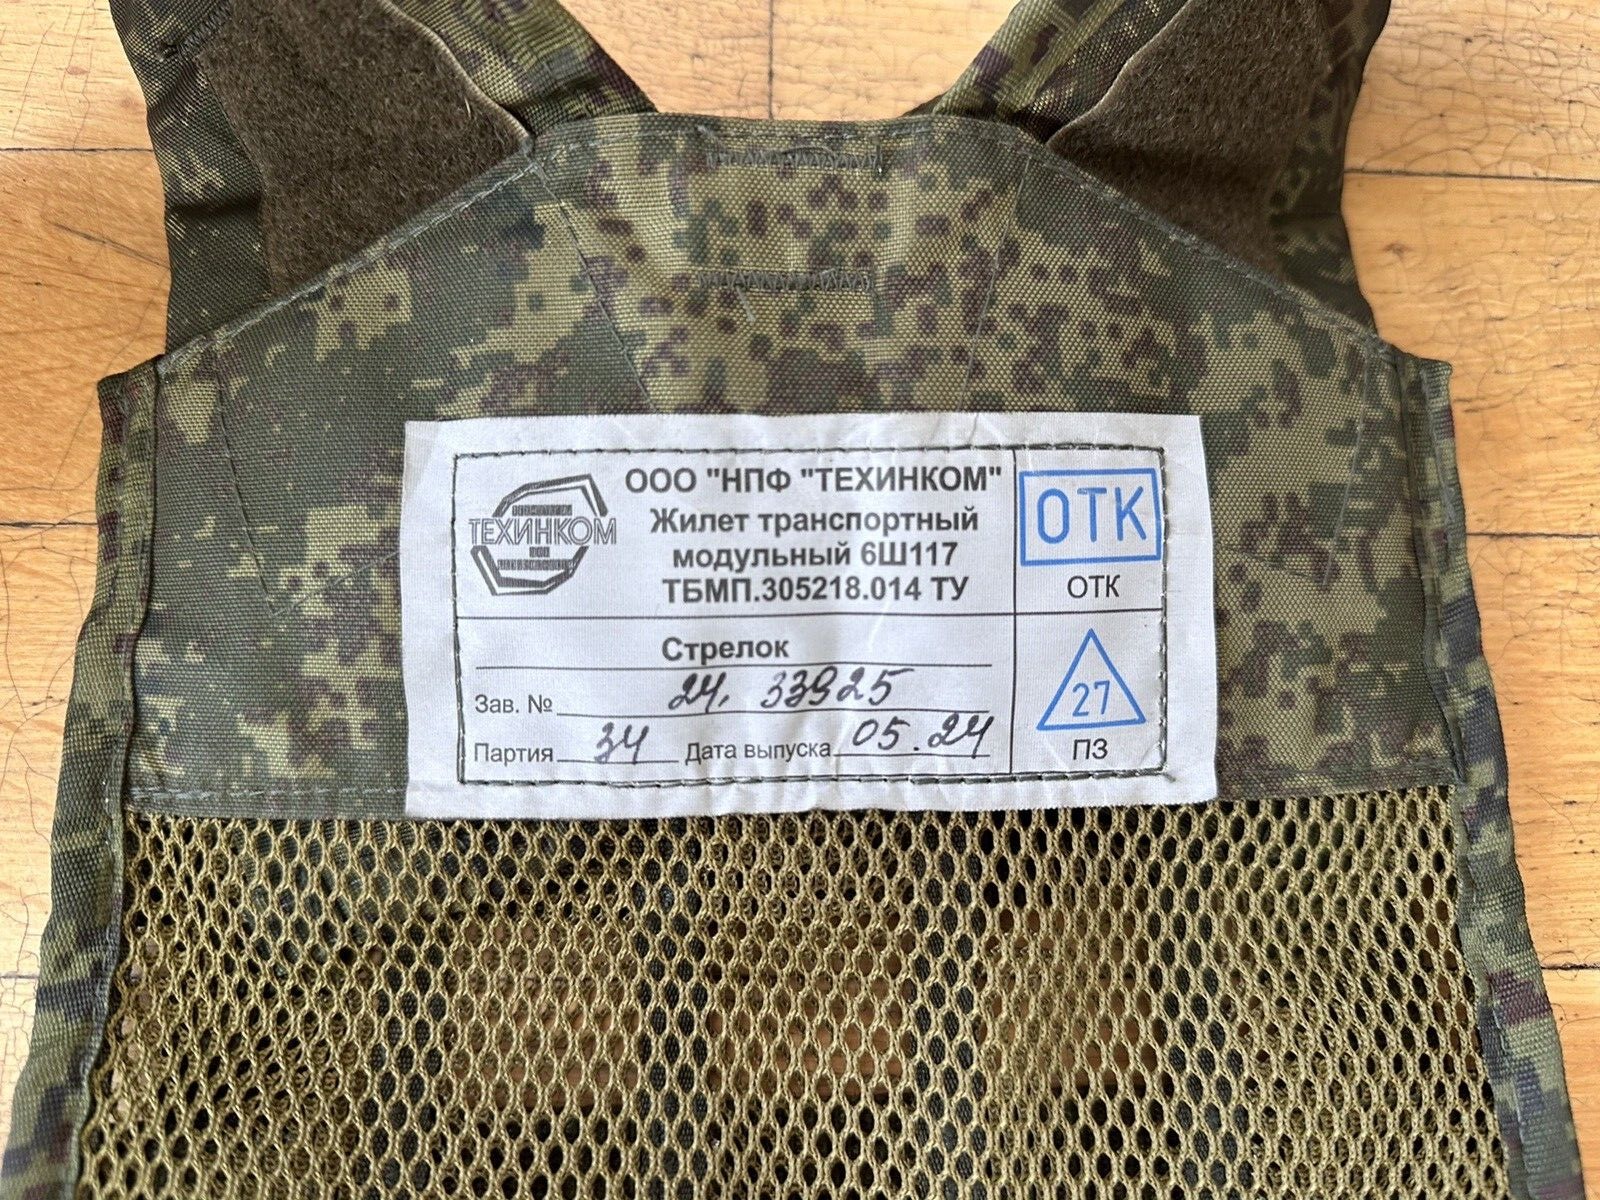 ТЕХИНКОМ
ООО "НПФ "ТЕХИНКОМ"
Жилет транспортный
модульный 6Ш117
ТБМП.305218.014 ТУ
ОТК
ОТК
Стрелок
Зав. № 24. 33925
Партия 34 Дата выпуска 05.24
27
ПЗ